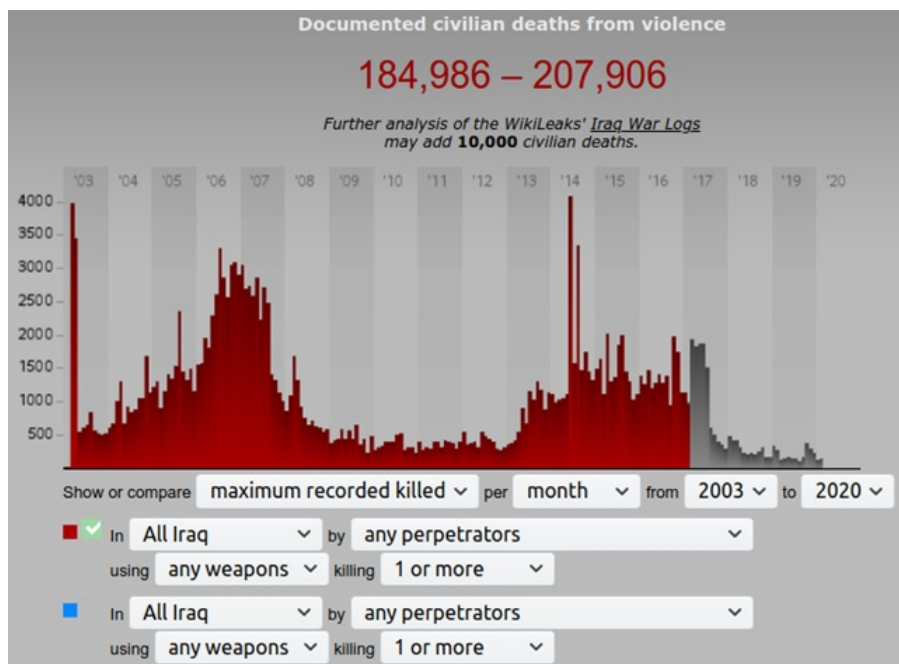 Documented civilian deaths from violence
184,986 – 207,906
Further analysis of the WikiLeaks' Iraq War Logs
may add 10,000 civilian deaths.
'03 '04 '05 '06 '07 '08 '09 '10 '11 '12 '13 '14 '15 '16 '17 '18 '19 '20
4000
3500
3000
2500
2000
1500
1000
500
Show or compare maximum recorded killed per month from 2003 to 2020
In All Iraq by any perpetrators
using any weapons killing 1 or more
In All Iraq by any perpetrators
using any weapons killing 1 or more